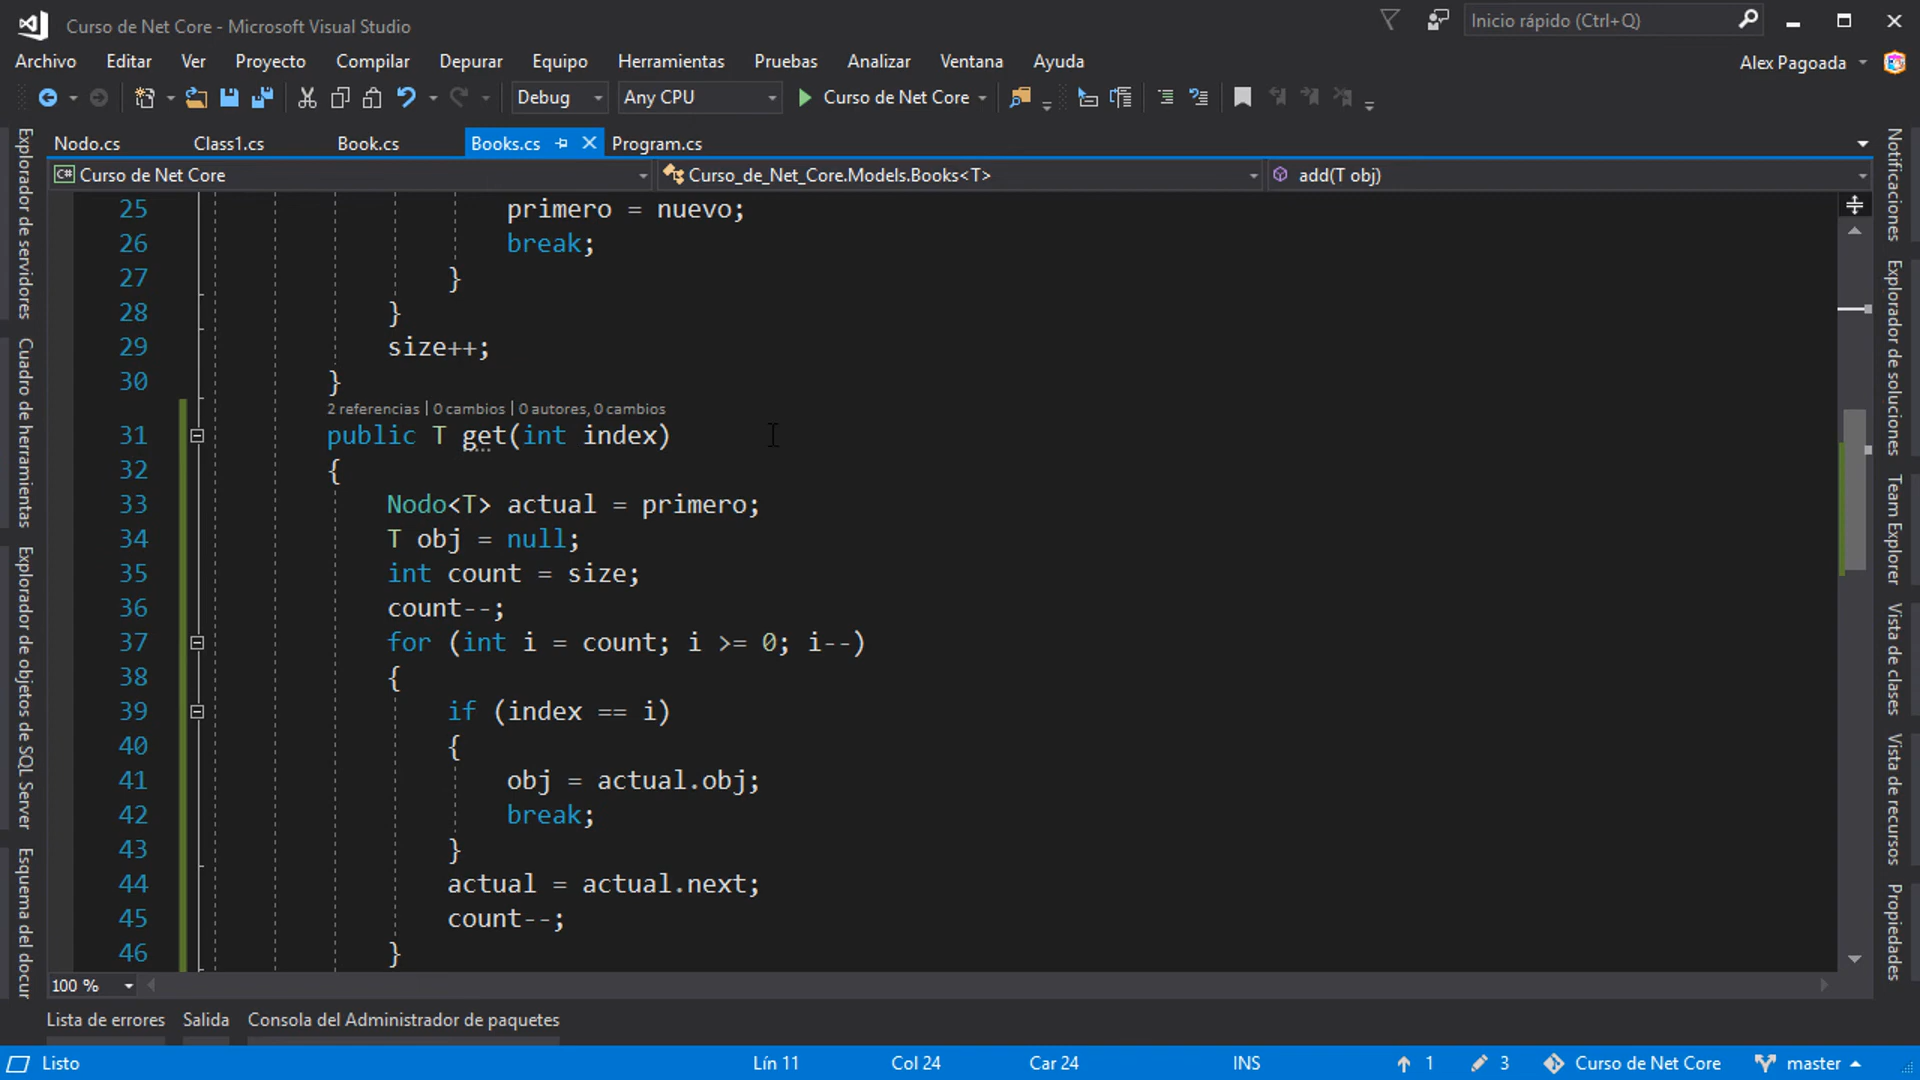 Curso de Net Core - Microsoft Visual Studio
Inicio rápido (Ctrl+Q)
Archivo Editar Ver Proyecto Compilar Depurar Equipo Herramientas Pruebas Analizar Ventana Ayuda
Alex Pagoada
Debug Any CPU Curso de Net Core
Nodo.cs Class1.cs Book.cs Books.cs Program.cs
C# Curso de Net Core Curso_de_Net_Core.Models.Books<T> add(T obj)
25 primero = nuevo;
26 break;
27 }
28 }
29 size++;
30 }
2 referencias | 0 cambios | 0 autores, 0 cambios
31 public T get(int index)
32 {
33 Nodo<T> actual = primero;
34 T obj = null;
35 int count = size;
36 count--;
37 for (int i = count; i >= 0; i--)
38 {
39 if (index == i)
40 {
41 obj = actual.obj;
42 break;
43 }
44 actual = actual.next;
45 count--;
46 }
100 %
Explorador de servidores
Cuadro de herramientas
Explorador de objetos de SQL Server
Esquema del docur
Notificaciones
Explorador de soluciones
Team Explorer
Vista de clases
Vista de recursos
Propiedades
Lista de errores Salida Consola del Administrador de paquetes
Listo Lín 11 Col 24 Car 24 INS 1 3 Curso de Net Core master